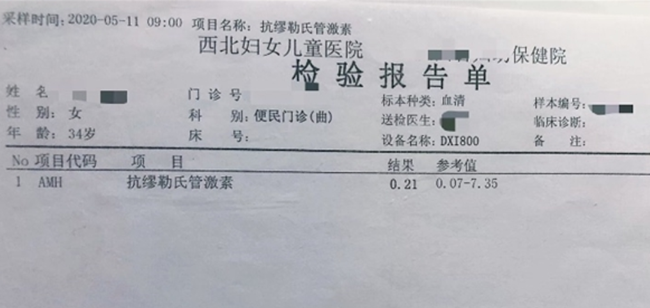 采样时间: 2020-05-11 09:00 项目名称: 抗缪勒氏管激素
西北妇女儿童医院 保健院
检验报告单
姓 名 门诊号 标本种类: 血清 样本编号:
性 别: 女 科 别: 便民门诊(曲) 送检医生: 临床诊断:
年 龄: 34岁 床 号: 设备名称: DXI800 备 注:
No 项目代码 项 目 结果 参考值
1 AMH 抗缪勒氏管激素 0.21 0.07-7.35